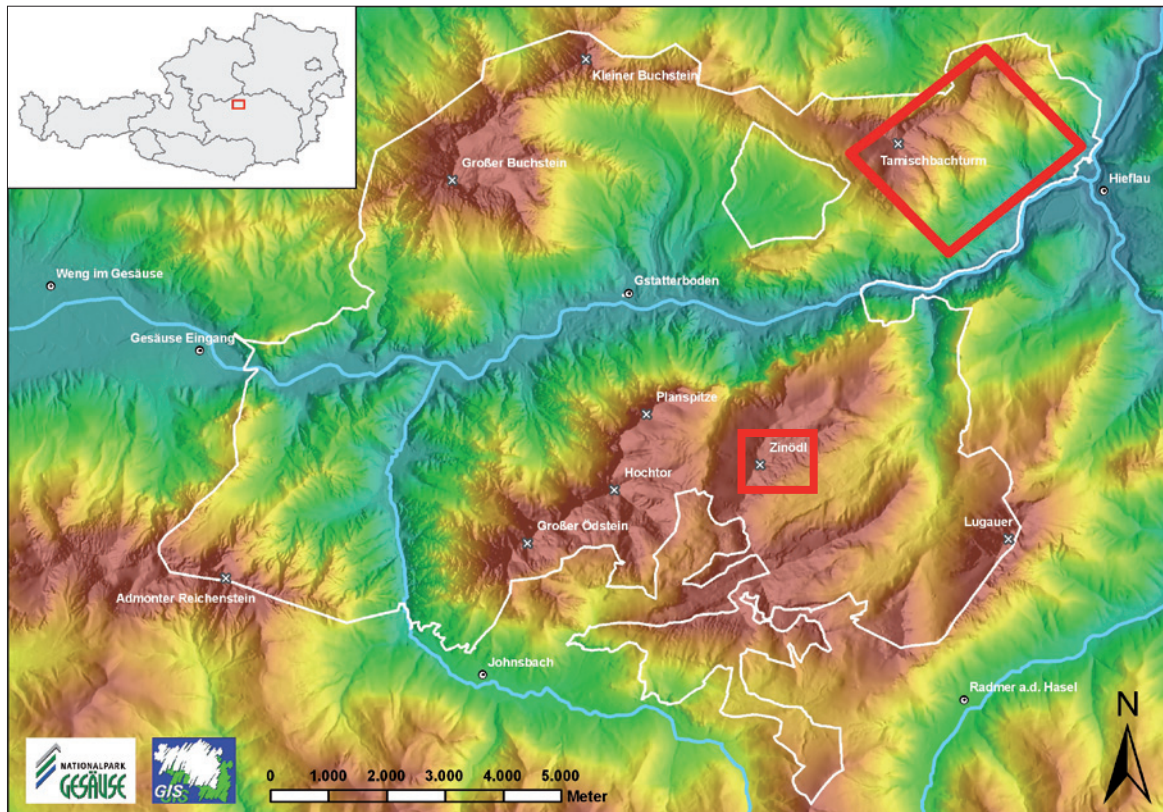 Kleiner Buchstein
Tamischbachturm
Großer Buchstein
Hieflau
Weng im Gesäuse
Gstatterboden
Gesäuse Eingang
Planspitze
Zinödl
Hochtor
Großer Ödstein
Lugauer
Admonter Reichenstein
Johnsbach
Radmer a.d. Hasel
N
NATIONALPARK
GESÄUSE
GIS
0 1.000 2.000 3.000 4.000 5.000
Meter